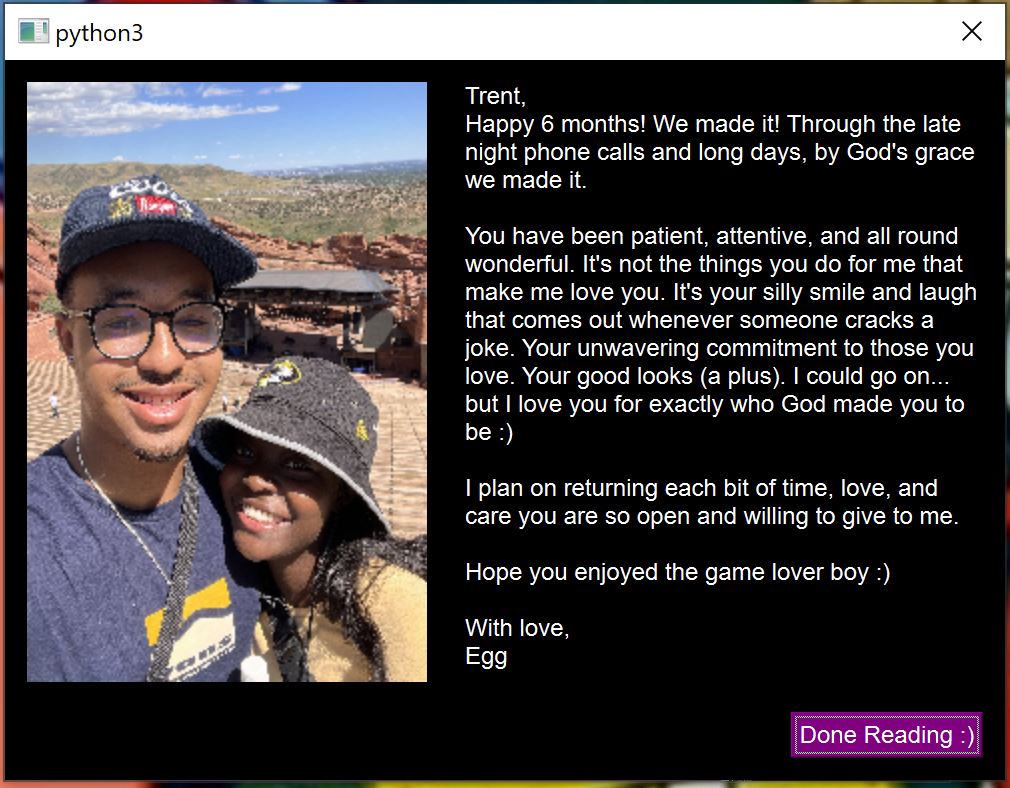 python3
Trent,
Happy 6 months! We made it! Through the late
night phone calls and long days, by God's grace
we made it.
You have been patient, attentive, and all round
wonderful. It's not the things you do for me that
make me love you. It's your silly smile and laugh
that comes out whenever someone cracks a
joke. Your unwavering commitment to those you
love. Your good looks (a plus). I could go on...
but I love you for exactly who God made you to
be :)
I plan on returning each bit of time, love, and
care you are so open and willing to give to me.
Hope you enjoyed the game lover boy :)
With love,
Egg
Done Reading :)